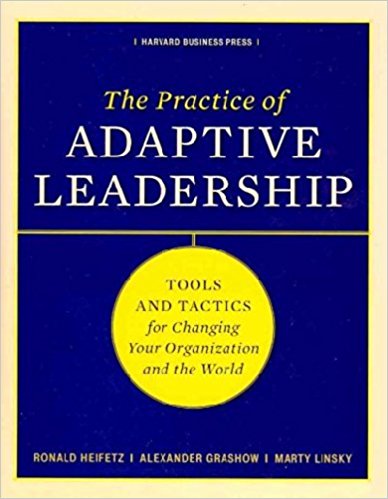 | HARVARD BUSINESS PRESS |
The Practice of
ADAPTIVE
LEADERSHIP
TOOLS
AND TACTICS
for Changing
Your Organization
and the World
RONALD HEIFETZ | ALEXANDER GRASHOW | MARTY LINSKY